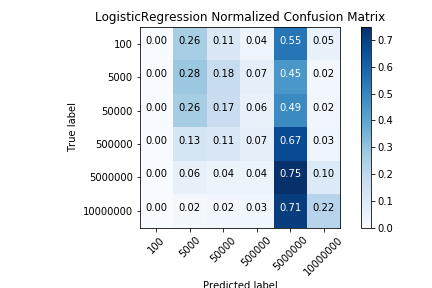 LogisticRegression Normalized Confusion Matrix
True label
100 0.00 0.26 0.11 0.04 0.55 0.05
5000 0.00 0.28 0.18 0.07 0.45 0.02
50000 0.00 0.26 0.17 0.06 0.49 0.02
500000 0.00 0.13 0.11 0.07 0.67 0.03
5000000 0.00 0.06 0.04 0.04 0.75 0.10
10000000 0.00 0.02 0.02 0.03 0.71 0.22
100 5000 50000 500000 5000000 10000000
Predicted label
0.7
0.6
0.5
0.4
0.3
0.2
0.1
0.0